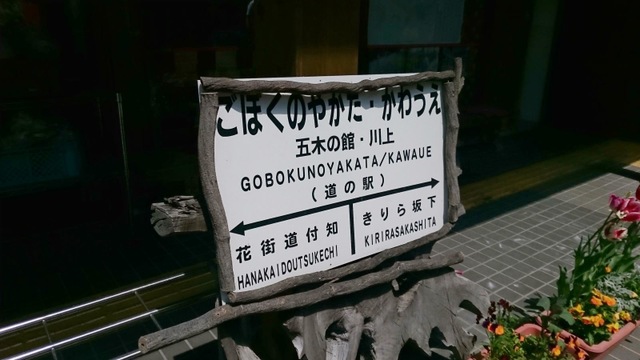 ごぼくのやかた・かわうえ
五木の館・川上
GOBOKUNOYAKATA/KAWAUE
(道の駅)
花街道付知
HANAKAIDOUTSUKECHI
きりら坂下
KIRIRASAKASHITA